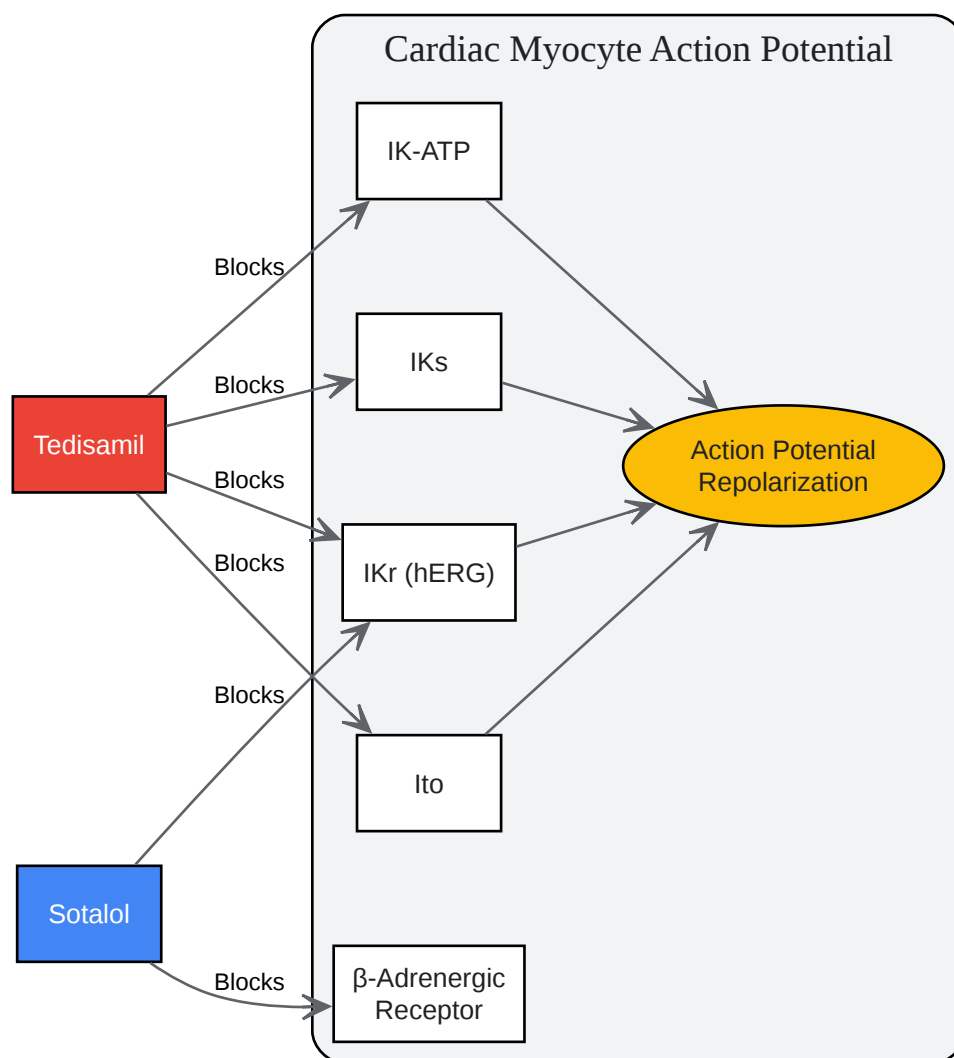 Cardiac Myocyte Action Potential
IK-ATP
Blocks
IKs
Blocks
Tedisamil
Action Potential
Repolarization
Blocks
Blocks
IKr (hERG)
Blocks
Ito
Sotalol
Blocks
β-Adrenergic
Receptor